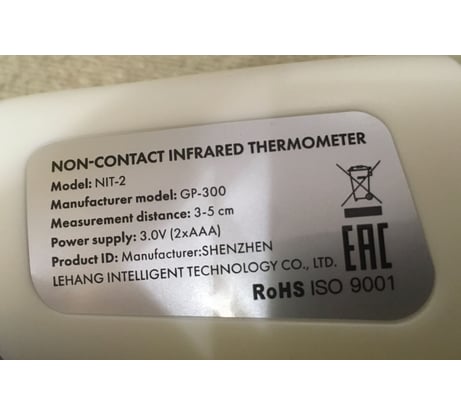 NON-CONTACT INFRARED THERMOMETER
Model: NIT-2
Manufacturer model: GP-300
Measurement distance: 3-5 cm
Power supply: 3.0V (2xAAA)
Product ID: Manufacturer:SHENZHEN
LEHANG INTELLIGENT TECHNOLOGY CO., LTD.
EAC
RoHS ISO 9001